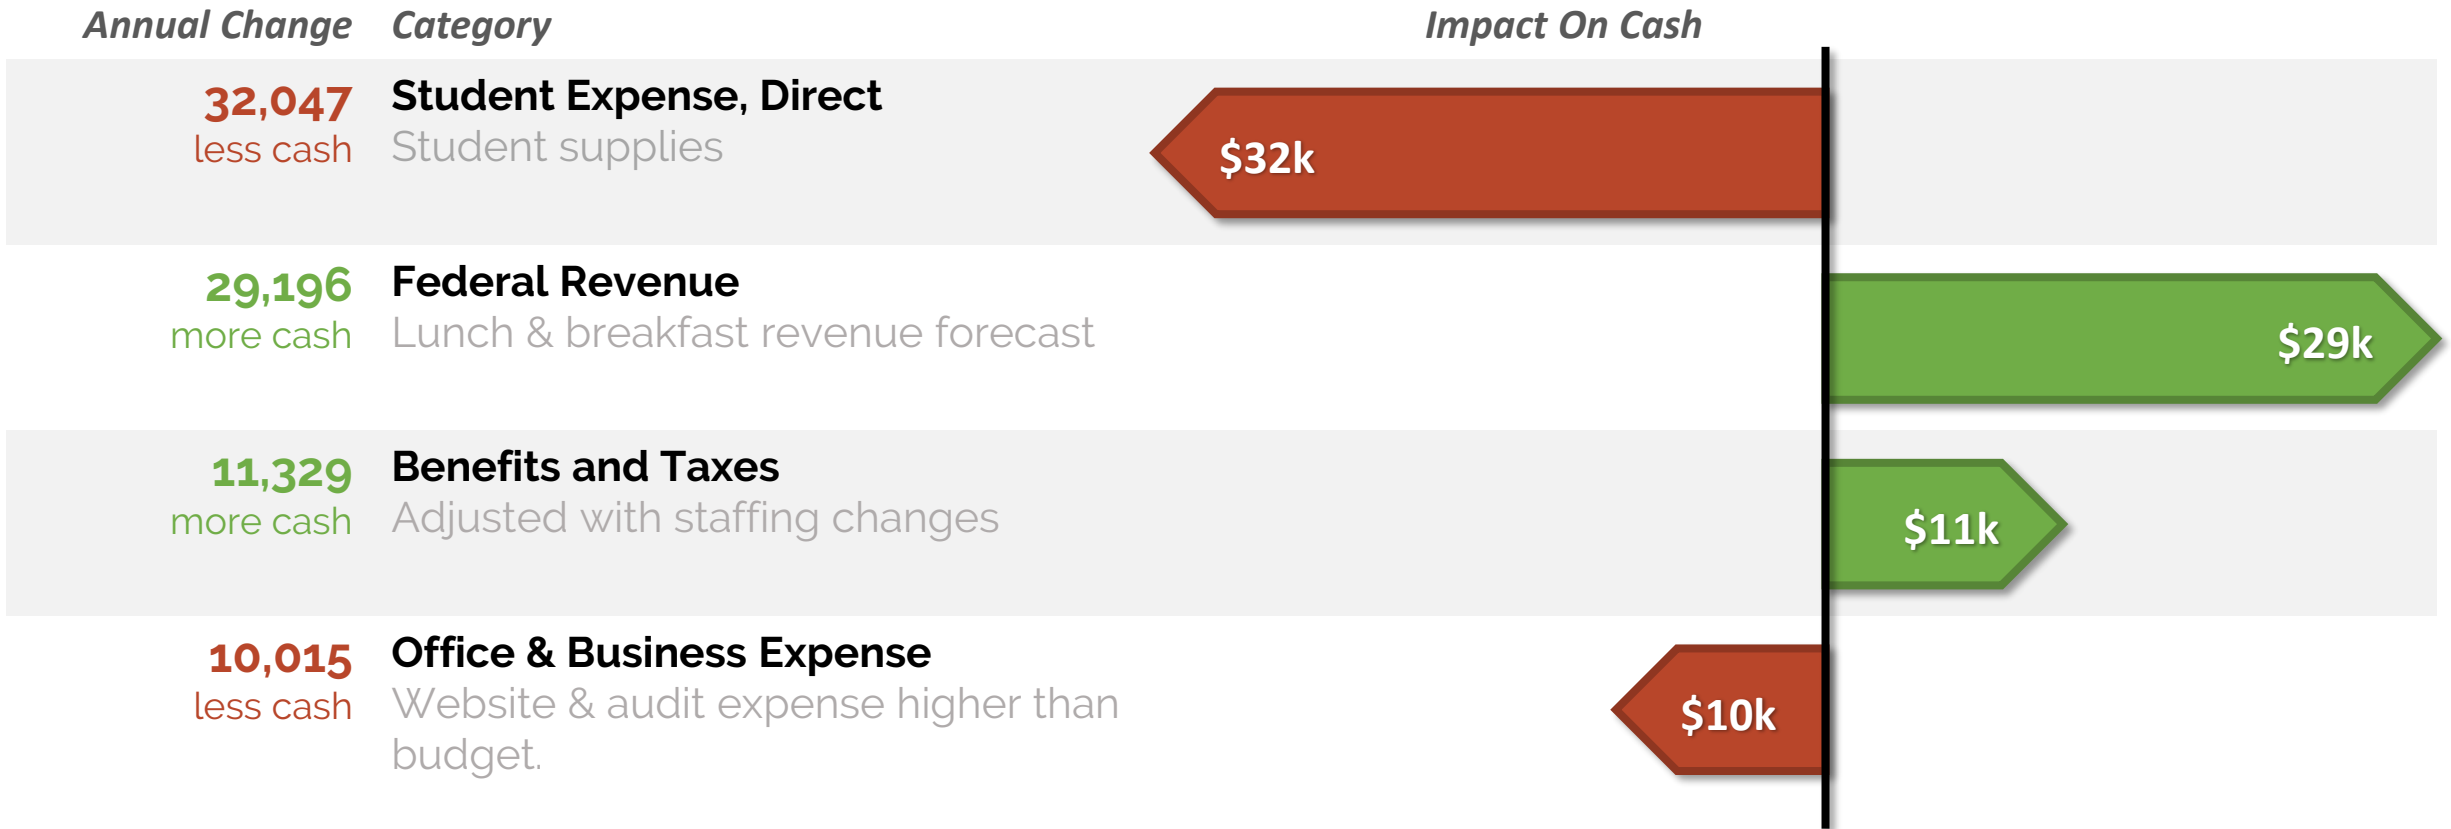 Annual Change Category Impact On Cash
32,047 Student Expense, Direct
less cash Student supplies
$32k
29,196 Federal Revenue
more cash Lunch & breakfast revenue forecast
$29k
11,329 Benefits and Taxes
more cash Adjusted with staffing changes
$11k
10,015 Office & Business Expense
less cash Website & audit expense higher than
budget.
$10k